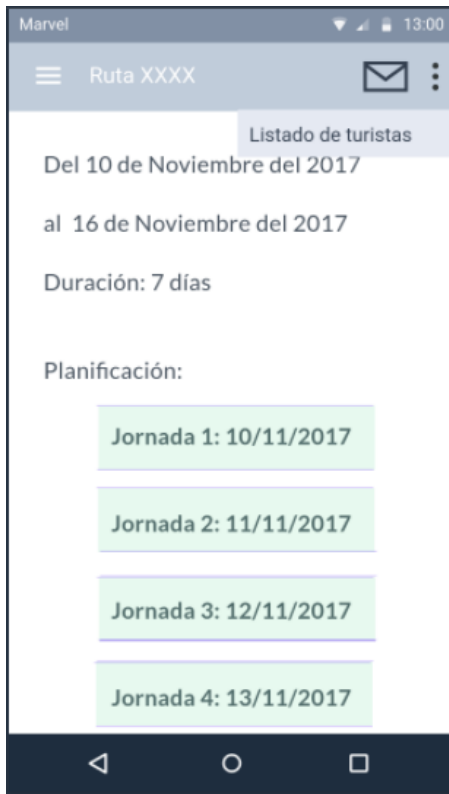 Marvel 13:00
Ruta XXXX
Listado de turistas
Del 10 de Noviembre del 2017
al 16 de Noviembre del 2017
Duración: 7 días
Planificación:
Jornada 1: 10/11/2017
Jornada 2: 11/11/2017
Jornada 3: 12/11/2017
Jornada 4: 13/11/2017